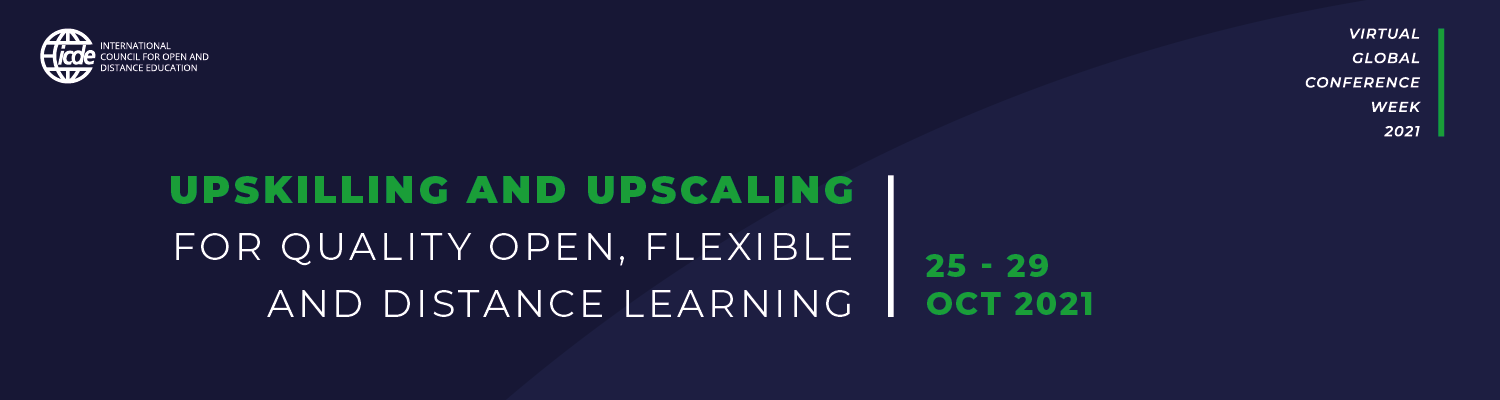 icde
INTERNATIONAL
COUNCIL FOR OPEN AND
DISTANCE EDUCATION
VIRTUAL
GLOBAL
CONFERENCE
WEEK
2021
UPSKILLING AND UPSCALING
FOR QUALITY OPEN, FLEXIBLE
AND DISTANCE LEARNING
25 - 29
OCT 2021